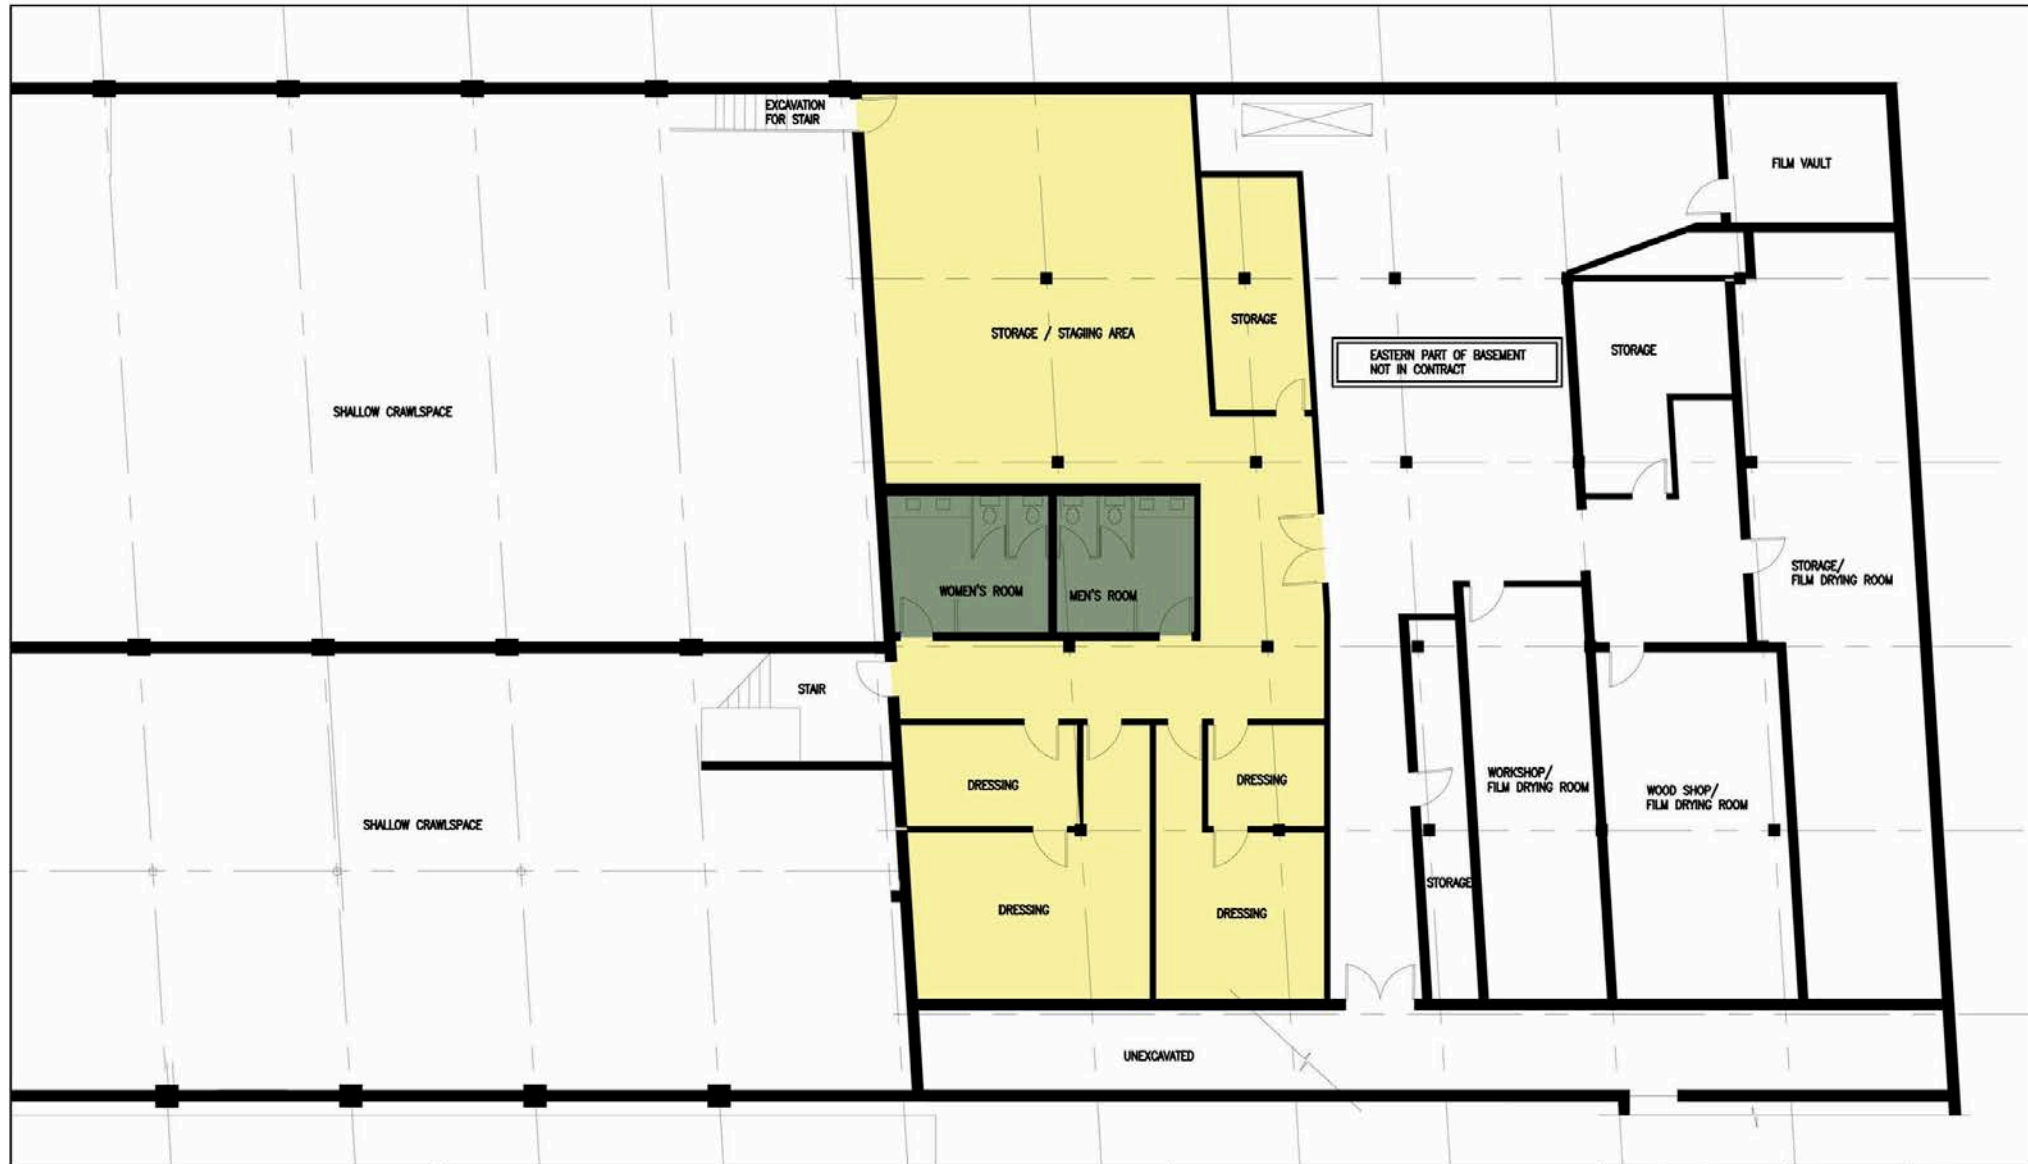 EXCAVATION
FOR STAIR
FILM VAULT
STORAGE
STORAGE / STAGIING AREA
EASTERN PART OF BASEMENT
NOT IN CONTRACT
STORAGE
SHALLOW CRAWLSPACE
STORAGE/
FILM DRYING ROOM
WOMEN'S ROOM
MEN'S ROOM
STAIR
DRESSING
DRESSING
WORKSHOP/
FILM DRYING ROOM
WOOD SHOP/
FILM DRYING ROOM
SHALLOW CRAWLSPACE
STORAGE
DRESSING
DRESSING
UNEXCAVATED